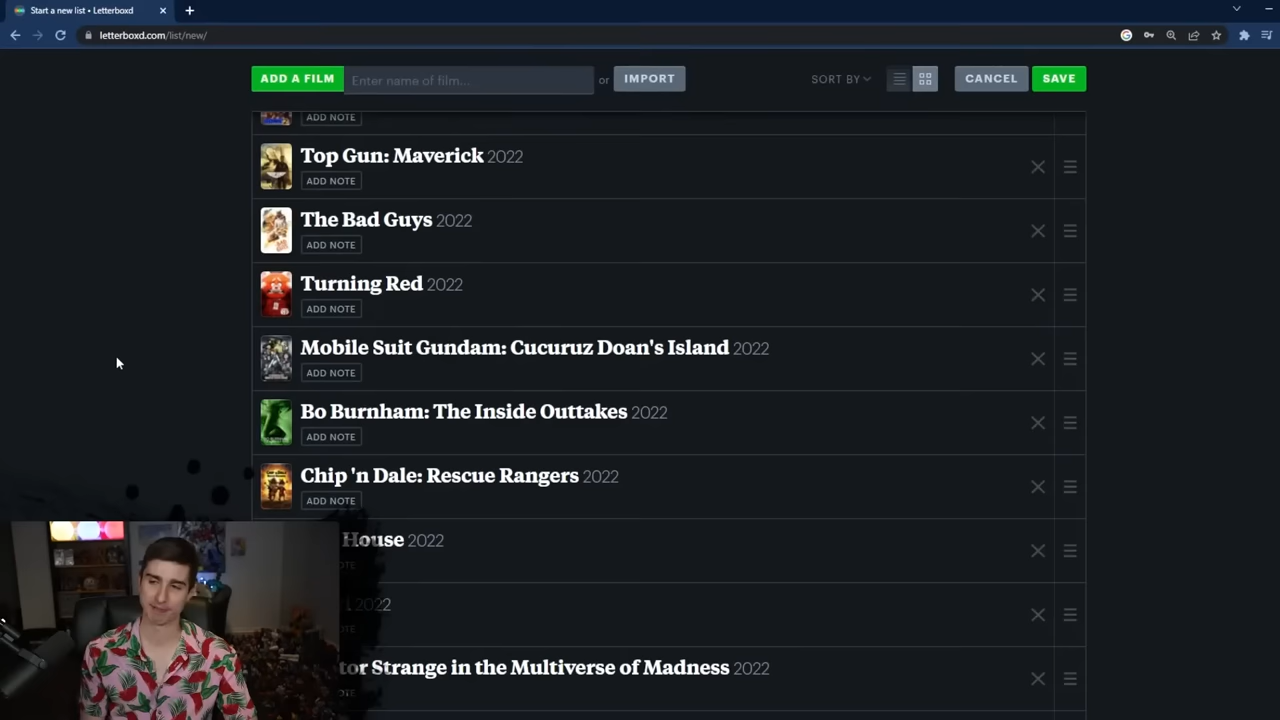 Start a new list • Letterboxd
letterboxd.com/list/new/
ADD A FILM Enter name of film... or IMPORT SORT BY CANCEL SAVE
ADD NOTE
Top Gun: Maverick 2022
ADD NOTE
The Bad Guys 2022
ADD NOTE
Turning Red 2022
ADD NOTE
Mobile Suit Gundam: Cucuruz Doan's Island 2022
ADD NOTE
Bo Burnham: The Inside Outtakes 2022
ADD NOTE
Chip 'n Dale: Rescue Rangers 2022
ADD NOTE
House 2022
2022
tor Strange in the Multiverse of Madness 2022